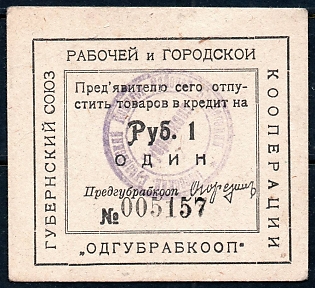 РАБОЧЕЙ и ГОРОДСКОЙ
ГУБЕРНСКИЙ СОЮЗ
КООПЕРАЦИИ
Пред'явителю сего отпу-
стить товаров в кредит на
Руб. 1
ОДИН
Предгубрабкооп
№ 005157
„ОДГУБРАБКООП"